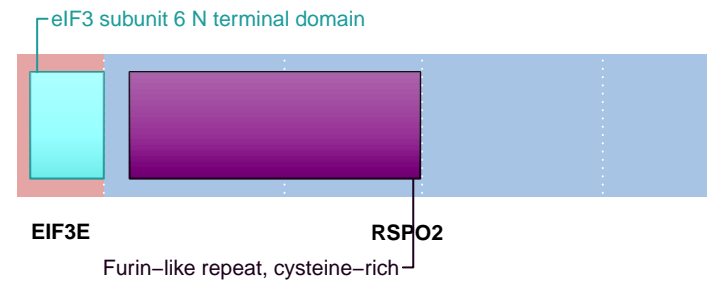 eIF3 subunit 6 N terminal domain
EIF3E
RSPO2
Furin−like repeat, cysteine−rich